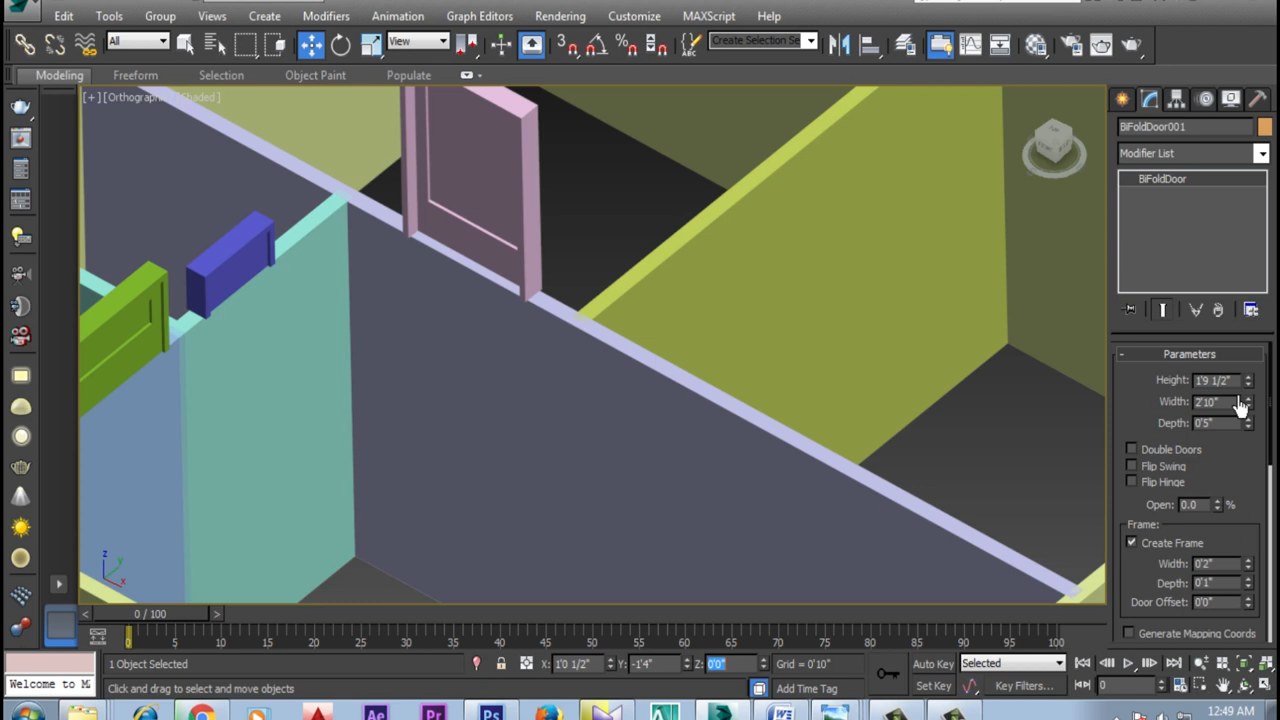 Edit Tools Group Views Create Modifiers Animation Graph Editors Rendering Customize MAXScript Help
All View 3 ABC Create Selection Se
Modeling Freeform Selection Object Paint Populate
[+][Orthographic][Shaded]
BiFoldDoor001
Modifier List
BiFoldDoor
- Parameters
Height: 1'9 1/2"
Width: 2'10"
Depth: 0'5"
Double Doors
Flip Swing
Flip Hinge
Open: 0.0 %
Frame:
Create Frame
Width: 0'2"
Depth: 0'1"
Door Offset: 0'0"
Generate Mapping Coords
z y x
< 0 / 100 >
0 5 10 15 20 25 30 35 40 45 50 55 60 65 70 75 80 85 90 95 100
1 Object Selected X: 1'0 1/2" Y: -1'4" Z: 0'0" Grid = 0'10" Auto Key Selected
Welcome to M Click and drag to select and move objects Add Time Tag Set Key Key Filters... 0
Ae Pr Ps W
12:49 AM